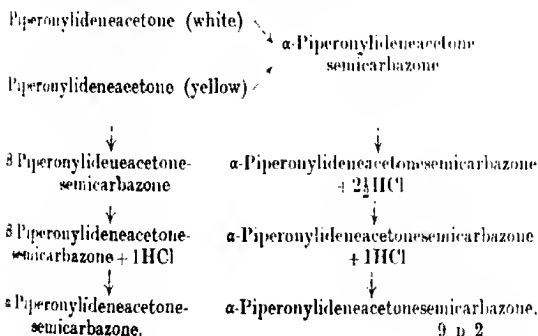 Piperonylideneacetone (white)
α-Piperonylideneacetone
semicarbazone
Piperonylideneacetone (yellow)
β Piperonylideneacetone-
semicarbazone
α-Piperonylideneacetonesemicarbazone
+ 2½HCl
β Piperonylideneacetone-
semicarbazone + 1HCl
α-Piperonylideneacetonesemicarbazone
+ 1HCl
α Piperonylideneacetone-
semicarbazone.
α-Piperonylideneacetonesemicarbazone.
9 p 2